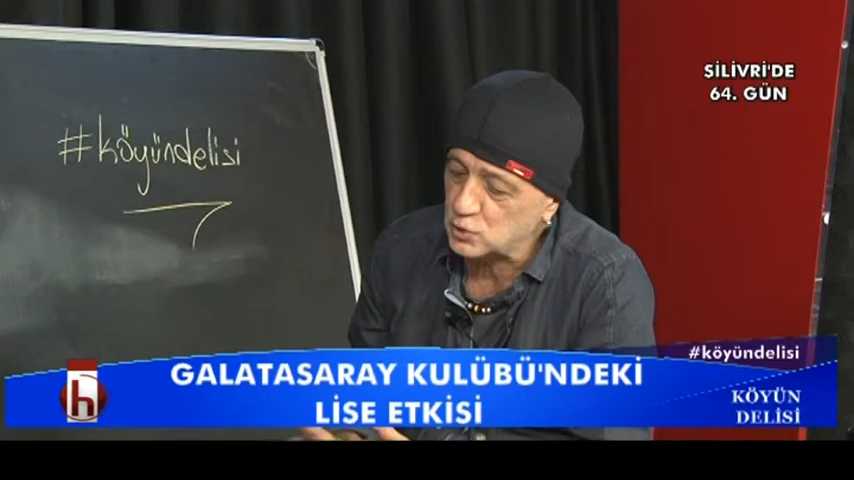 SİLİVRİ'DE
64. GÜN
#köyündelisi
#köyündelisi
h
GALATASARAY KULÜBÜ'NDEKİ
LİSE ETKİSİ
KÖYÜN
DELİSİ